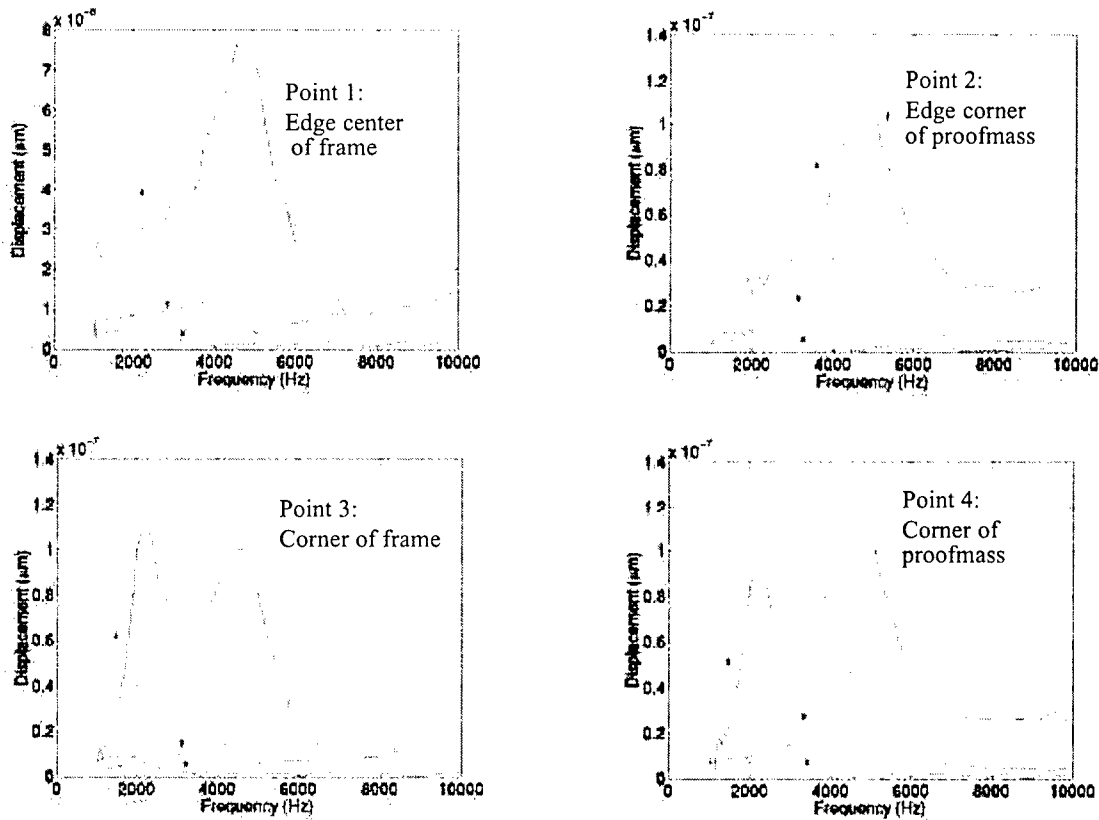 x 10⁻⁸
8
7
6
5
4
3
2
1
0
Displacement (μm)
Point 1:
Edge center
of frame
0 2000 4000 6000 8000 10000
Frequency (Hz)
x 10⁻⁷
1.4
1.2
1
0.8
0.6
0.4
0.2
0
Displacement (μm)
Point 2:
Edge corner
of proofmass
0 2000 4000 6000 8000 10000
Frequency (Hz)
x 10⁻⁷
1.4
1.2
1
0.8
0.6
0.4
0.2
0
Displacement (μm)
Point 3:
Corner of frame
0 2000 4000 6000 8000 10000
Frequency (Hz)
x 10⁻⁷
1.4
1.2
1
0.8
0.6
0.4
0.2
0
Displacement (μm)
Point 4:
Corner of
proofmass
0 2000 4000 6000 8000 10000
Frequency (Hz)